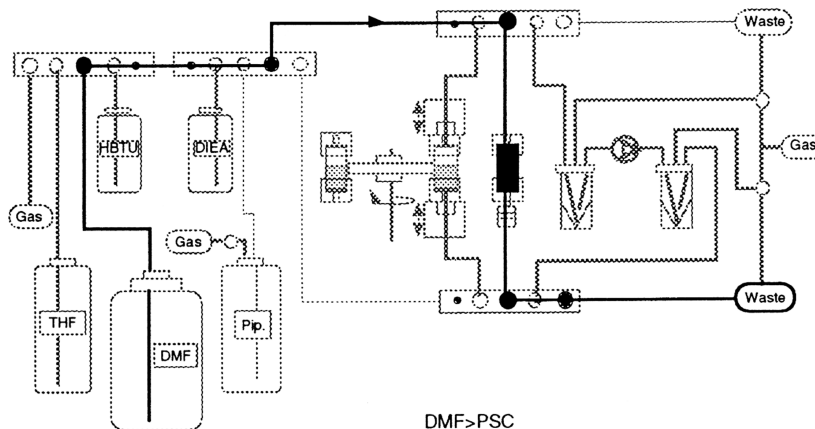 Waste
HBTU
DIEA
Gas
Gas
Gas
THF
DMF
Pip.
Waste
DMF>PSC